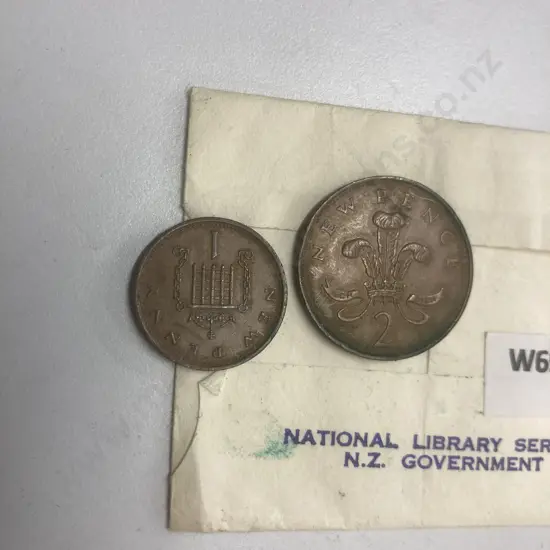 NEW PENCE
2
1
NEW PENNY
W6
NATIONAL LIBRARY SER
N.Z. GOVERNMENT